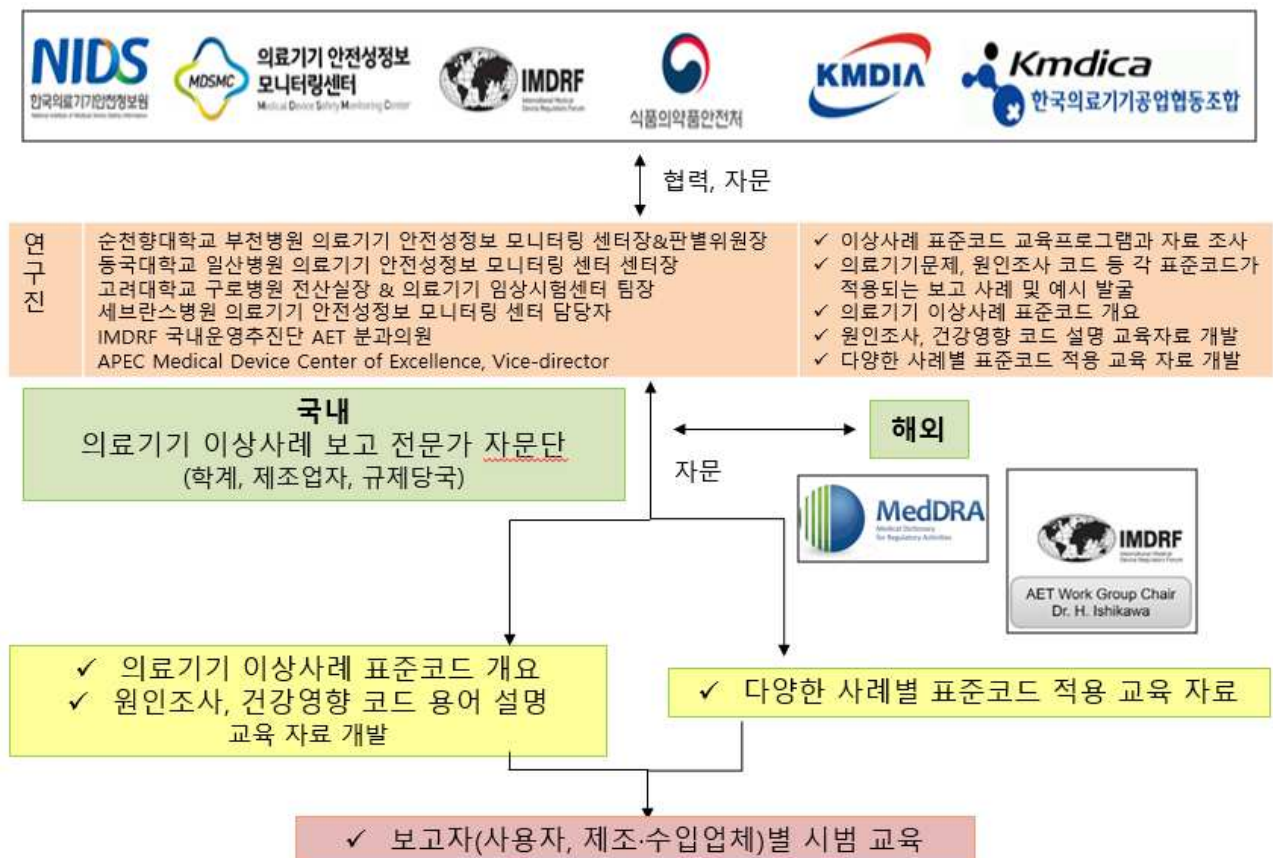 NIDS
한국의료기기안전정보원
National Institute of Medical Device Safety Information
MDSMC
의료기기 안전성정보
모니터링센터
Medical Device Safety Monitoring Center
IMDRF
International Medical
Device Regulators Forum
식품의약품안전처
KMDIA
Kmdica
한국의료기기공업협동조합
협력, 자문
연구진
순천향대학교 부천병원 의료기기 안전성정보 모니터링 센터장&판별위원장
동국대학교 일산병원 의료기기 안전성정보 모니터링 센터 센터장
고려대학교 구로병원 전산실장 & 의료기기 임상시험센터 팀장
세브란스병원 의료기기 안전성정보 모니터링 센터 담당자
IMDRF 국내운영추진단 AET 분과의원
APEC Medical Device Center of Excellence, Vice-director
✓ 이상사례 표준코드 교육프로그램과 자료 조사
✓ 의료기기문제, 원인조사 코드 등 각 표준코드가
적용되는 보고 사례 및 예시 발굴
✓ 의료기기 이상사례 표준코드 개요
✓ 원인조사, 건강영향 코드 설명 교육자료 개발
✓ 다양한 사례별 표준코드 적용 교육 자료 개발
국내
의료기기 이상사례 보고 전문가 자문단
(학계, 제조업자, 규제당국)
자문
해외
MedDRA
Medical Dictionary
for Regulatory Activities
IMDRF
International Medical
Device Regulators Forum
AET Work Group Chair
Dr. H. Ishikawa
✓ 의료기기 이상사례 표준코드 개요
✓ 원인조사, 건강영향 코드 용어 설명
교육 자료 개발
✓ 다양한 사례별 표준코드 적용 교육 자료
✓ 보고자(사용자, 제조·수입업체)별 시범 교육